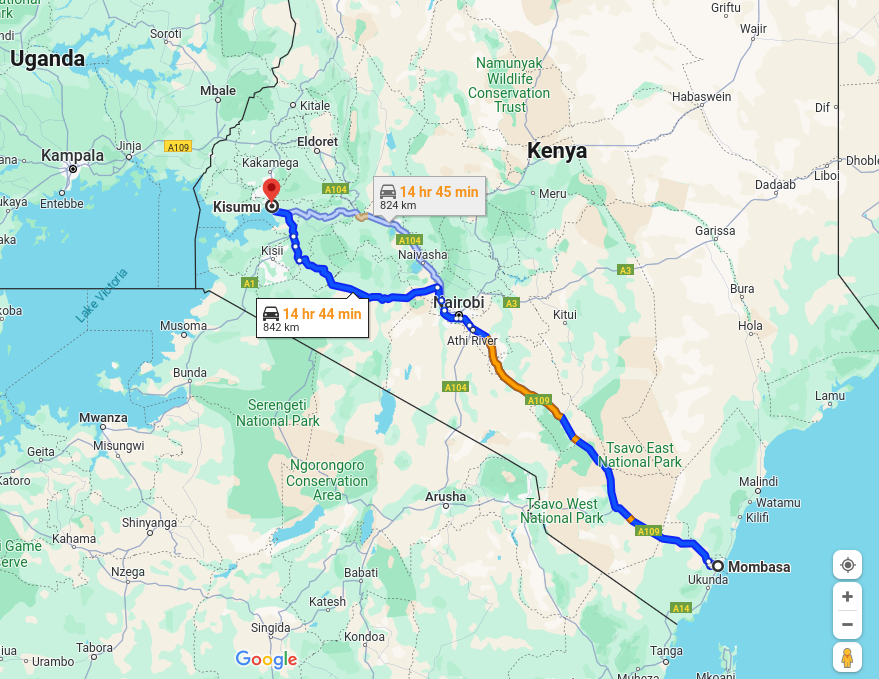 Griftu
Wajir
Soroti
Uganda
Namunyak
Wildlife
Conservation
Trust
Mbale
Kitale
Habaswein
Dif
A109
Jinja
Eldoret
Kenya
Kampala
Kakamega
Dhoble
Libo
Dadaab
A104
14 hr 45 min
824 km
Meru
Entebbe
Kisumu
Garissa
A104
Kisii
Naivasha
A3
A1
Bura
Lake Victoria
Nairobi
A3
14 hr 44 min
842 km
Kitui
Musoma
Hola
Athi River
Bunda
A104
A109
Lamu
Serengeti
National Park
Mwanza
Misungwi
Geita
Tsavo East
National Park
Ngorongoro
Conservation
Area
Katoro
Malindi
Arusha
Tsavo West
National Park
Watamu
Kilifi
Shinyanga
A109
Kahama
Mombasa
Nzega
Babati
Ukunda
Katesh
A14
Singida
Kondoa
Tabora
Urambo
Google
Tanga